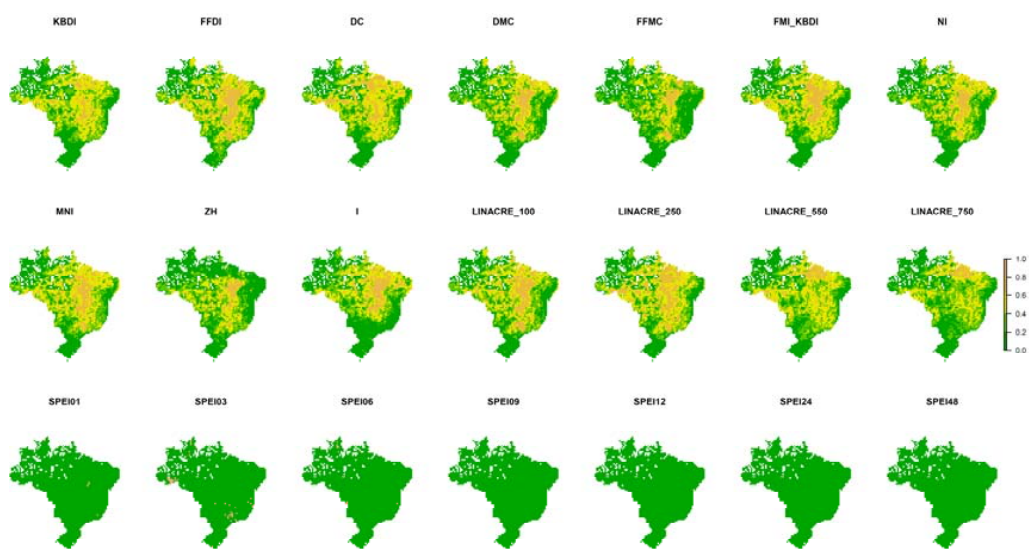 KBDI FFDI DC DMC FFMC FMI_KBDI NI
MNI ZH I LINACRE_100 LINACRE_250 LINACRE_550 LINACRE_750
1.0
0.8
0.6
0.4
0.2
0.0
SPEI01 SPEI03 SPEI06 SPEI09 SPEI12 SPEI24 SPEI48